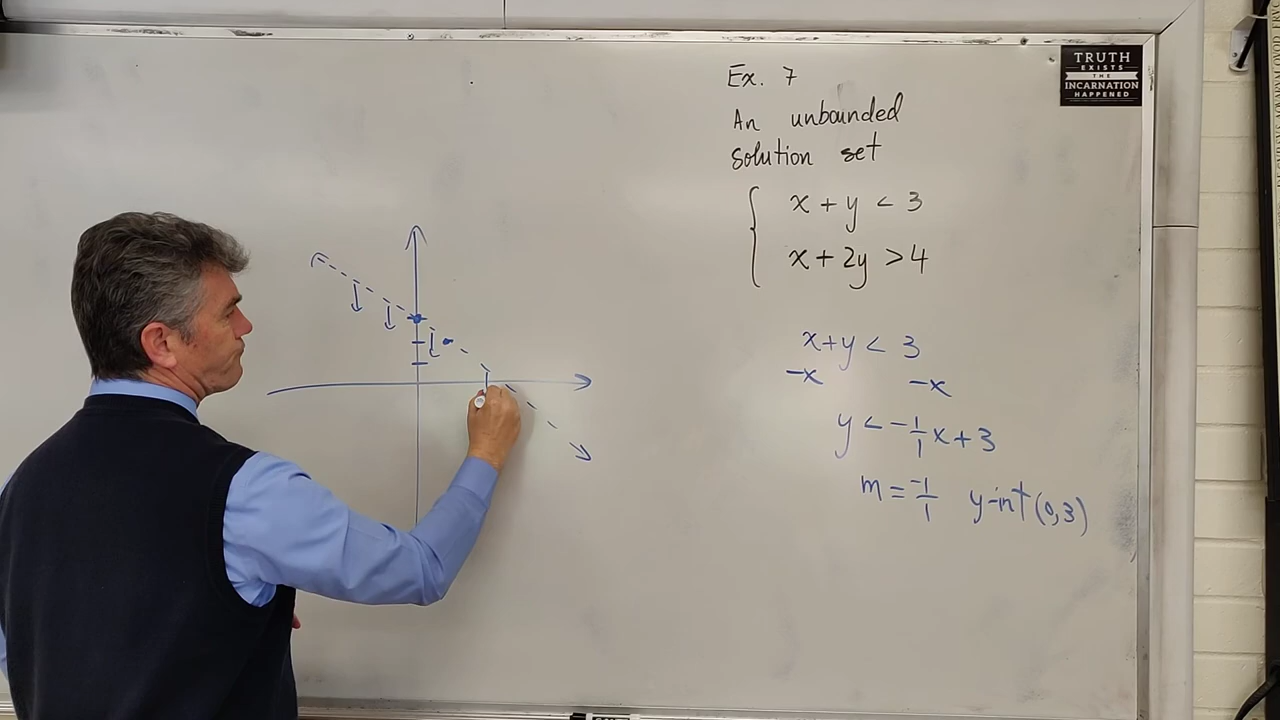 Ex. 7
An unbounded
solution set
x + y < 3
x + 2y > 4
x+y < 3
-x -x
y < -1/1 x + 3
m = -1/1 y-int (0,3)
TRUTH
EXISTS
THE
INCARNATION
HAPPENED